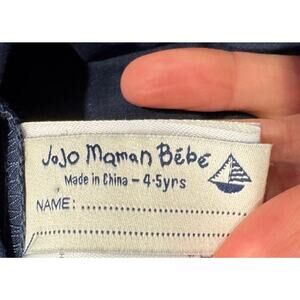 JoJo Maman Bébé
Made in China - 4-5yrs
NAME: ................................
................................................